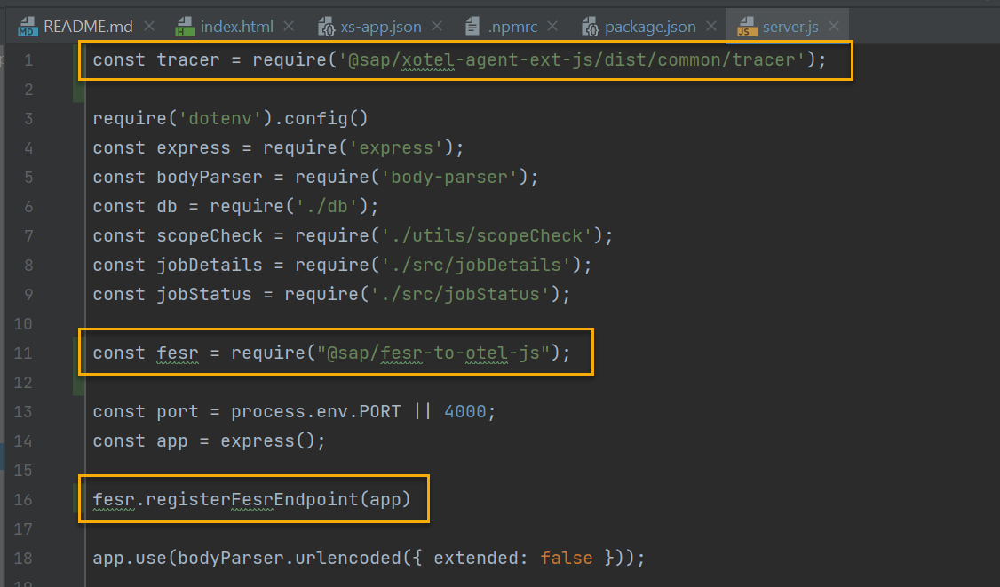 README.md index.html xs-app.json .npmrc package.json server.js
1 const tracer = require('@sap/xotel-agent-ext-js/dist/common/tracer');
2
3 require('dotenv').config()
4 const express = require('express');
5 const bodyParser = require('body-parser');
6 const db = require('./db');
7 const scopeCheck = require('./utils/scopeCheck');
8 const jobDetails = require('./src/jobDetails');
9 const jobStatus = require('./src/jobStatus');
10
11 const fesr = require("@sap/fesr-to-otel-js");
12
13 const port = process.env.PORT || 4000;
14 const app = express();
15
16 fesr.registerFesrEndpoint(app)
17
18 app.use(bodyParser.urlencoded({ extended: false }));